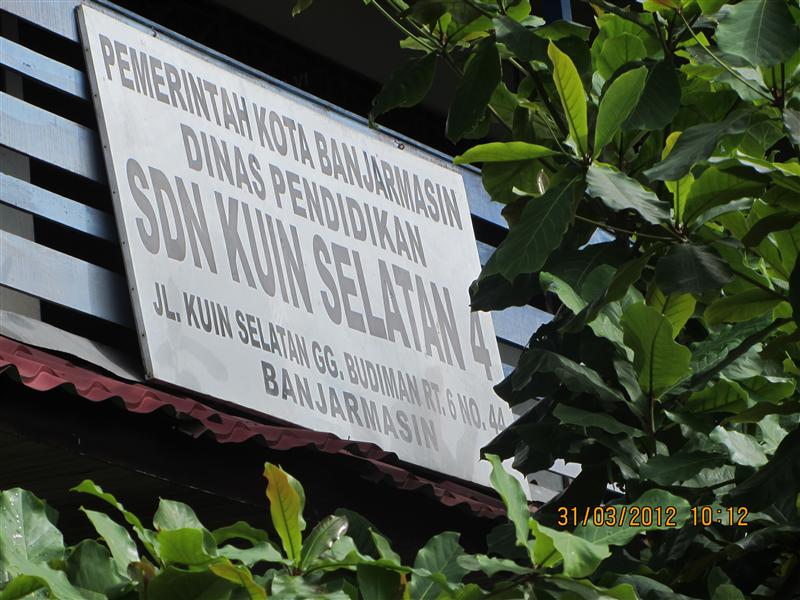 PEMERINTAH KOTA BANJARMASIN
DINAS PENDIDIKAN
SDN KUIN SELATAN 4
JL. KUIN SELATAN GG. BUDIMAN RT. 6 NO. 44
BANJARMASIN
31/03/2012 10:12